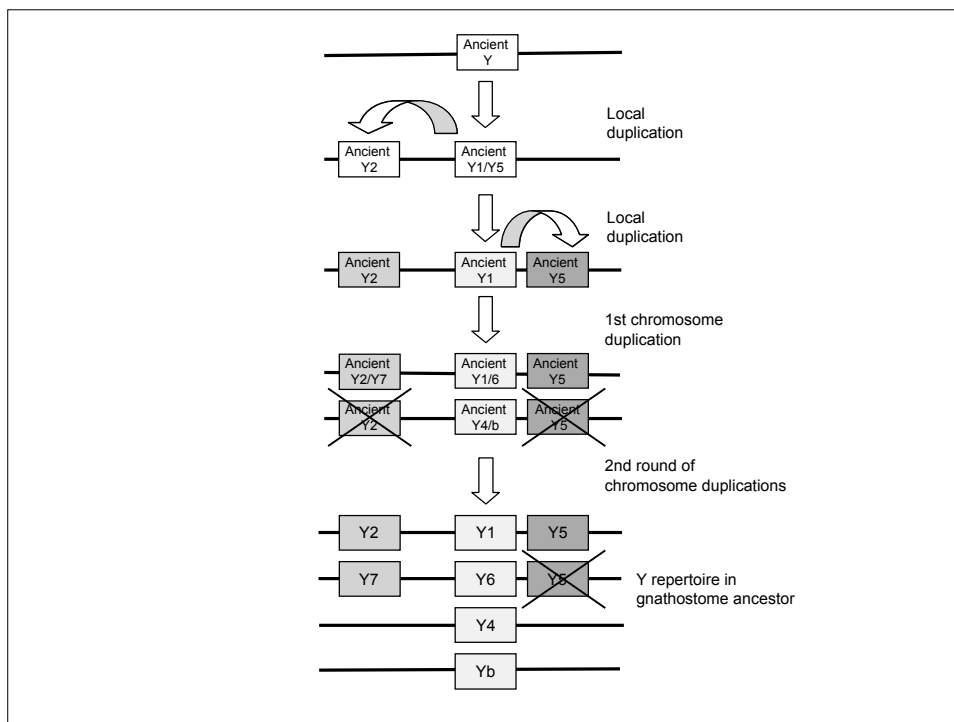 Ancient
Y
Local
duplication
Ancient
Y2
Ancient
Y1/Y5
Local
duplication
Ancient
Y2
Ancient
Y1
Ancient
Y5
1st chromosome
duplication
Ancient
Y2/Y7
Ancient
Y1/6
Ancient
Y5
Ancient
Y2
Ancient
Y4/b
Ancient
Y5
2nd round of
chromosome duplications
Y2
Y1
Y5
Y7
Y6
Y5
Y repertoire in
gnathostome ancestor
Y4
Yb